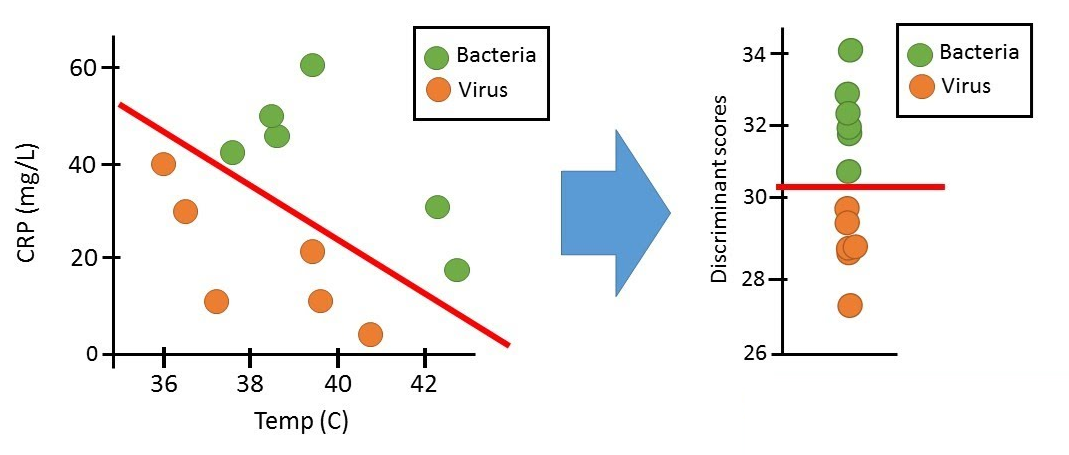 60
40
20
0
CRP (mg/L)
36 38 40 42
Temp (C)
Bacteria
Virus
34
32
30
28
26
Discriminant scores
Bacteria
Virus